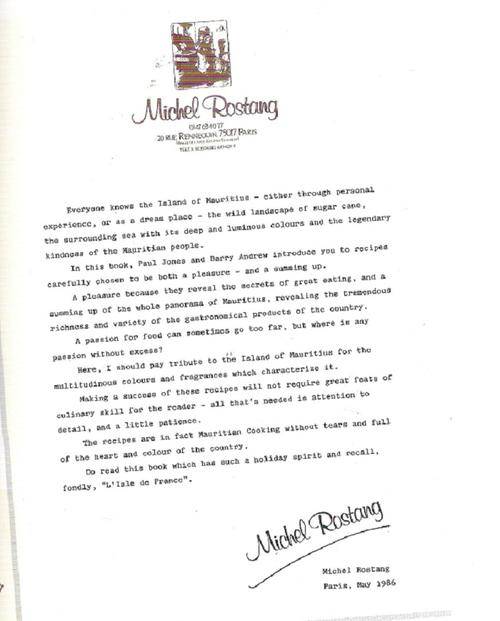 Michel Rostang
20 RUE RENNEQUIN, 75017 PARIS
Everyone knows the Island of Mauritius - either through personal
experience, or as a dream place - the wild landscape of sugar cane,
the surrounding sea with its deep and luminous colours and the legendary
kindness of the Mauritian people.
In this book, Paul Jones and Barry Andrew introduce you to recipes
carefully chosen to be both a pleasure - and a summing up.
A pleasure because they reveal the secrets of great eating, and a
summing up of the whole panorama of Mauritius, revealing the tremendous
richness and variety of the gastronomical products of the country.
A passion for food can sometimes go too far, but where is any
passion without excess?
Here, I should pay tribute to the Island of Mauritius for the
multitudinous colours and fragrances which characterize it.
Making a success of these recipes will not require great feats of
culinary skill for the reader - all that's needed is attention to
detail, and a little patience.
The recipes are in fact Mauritian Cooking without tears and full
of the heart and colour of the country.
Do read this book which has such a holiday spirit and recall,
fondly, "L'Isle de France".
Michel Rostang
Michel Rostang
Paris, May 1986